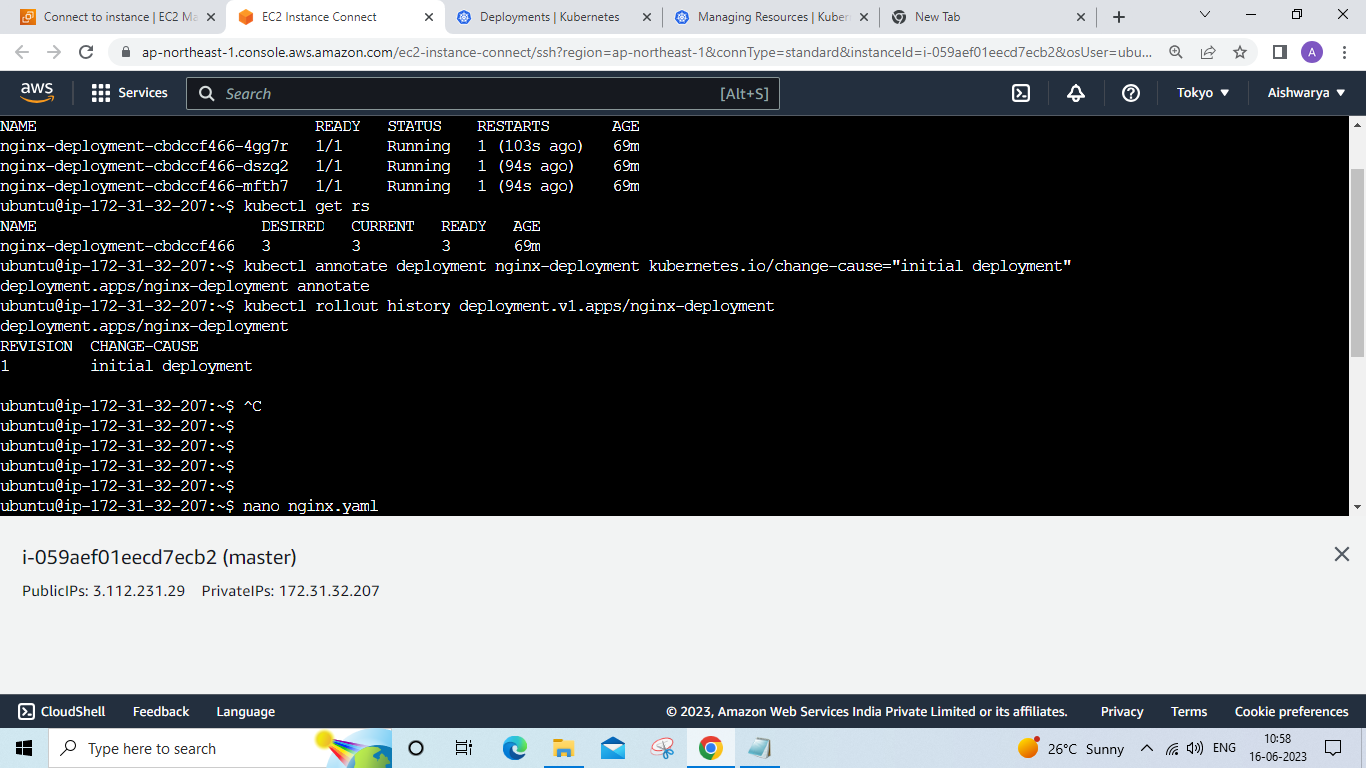 Connect to instance | EC2 Ma
EC2 Instance Connect
Deployments | Kubernetes
Managing Resources | Kubern
New Tab
ap-northeast-1.console.aws.amazon.com/ec2-instance-connect/ssh?region=ap-northeast-1&connType=standard&instanceId=i-059aef01eecd7ecb2&osUser=ubu...
A
aws
Services
Search
[Alt+S]
Tokyo
Aishwarya
NAME READY STATUS RESTARTS AGE
nginx-deployment-cbdccf466-4gg7r 1/1 Running 1 (103s ago) 69m
nginx-deployment-cbdccf466-dszq2 1/1 Running 1 (94s ago) 69m
nginx-deployment-cbdccf466-mfth7 1/1 Running 1 (94s ago) 69m
ubuntu@ip-172-31-32-207:~$ kubectl get rs
NAME DESIRED CURRENT READY AGE
nginx-deployment-cbdccf466 3 3 3 69m
ubuntu@ip-172-31-32-207:~$ kubectl annotate deployment nginx-deployment kubernetes.io/change-cause="initial deployment"
deployment.apps/nginx-deployment annotate
ubuntu@ip-172-31-32-207:~$ kubectl rollout history deployment.v1.apps/nginx-deployment
deployment.apps/nginx-deployment
REVISION CHANGE-CAUSE
1 initial deployment
ubuntu@ip-172-31-32-207:~$ ^C
ubuntu@ip-172-31-32-207:~$
ubuntu@ip-172-31-32-207:~$
ubuntu@ip-172-31-32-207:~$
ubuntu@ip-172-31-32-207:~$
ubuntu@ip-172-31-32-207:~$ nano nginx.yaml
i-059aef01eecd7ecb2 (master)
PublicIPs: 3.112.231.29 PrivateIPs: 172.31.32.207
CloudShell Feedback Language © 2023, Amazon Web Services India Private Limited or its affiliates. Privacy Terms Cookie preferences
Type here to search
26°C Sunny
ENG
10:58
16-06-2023